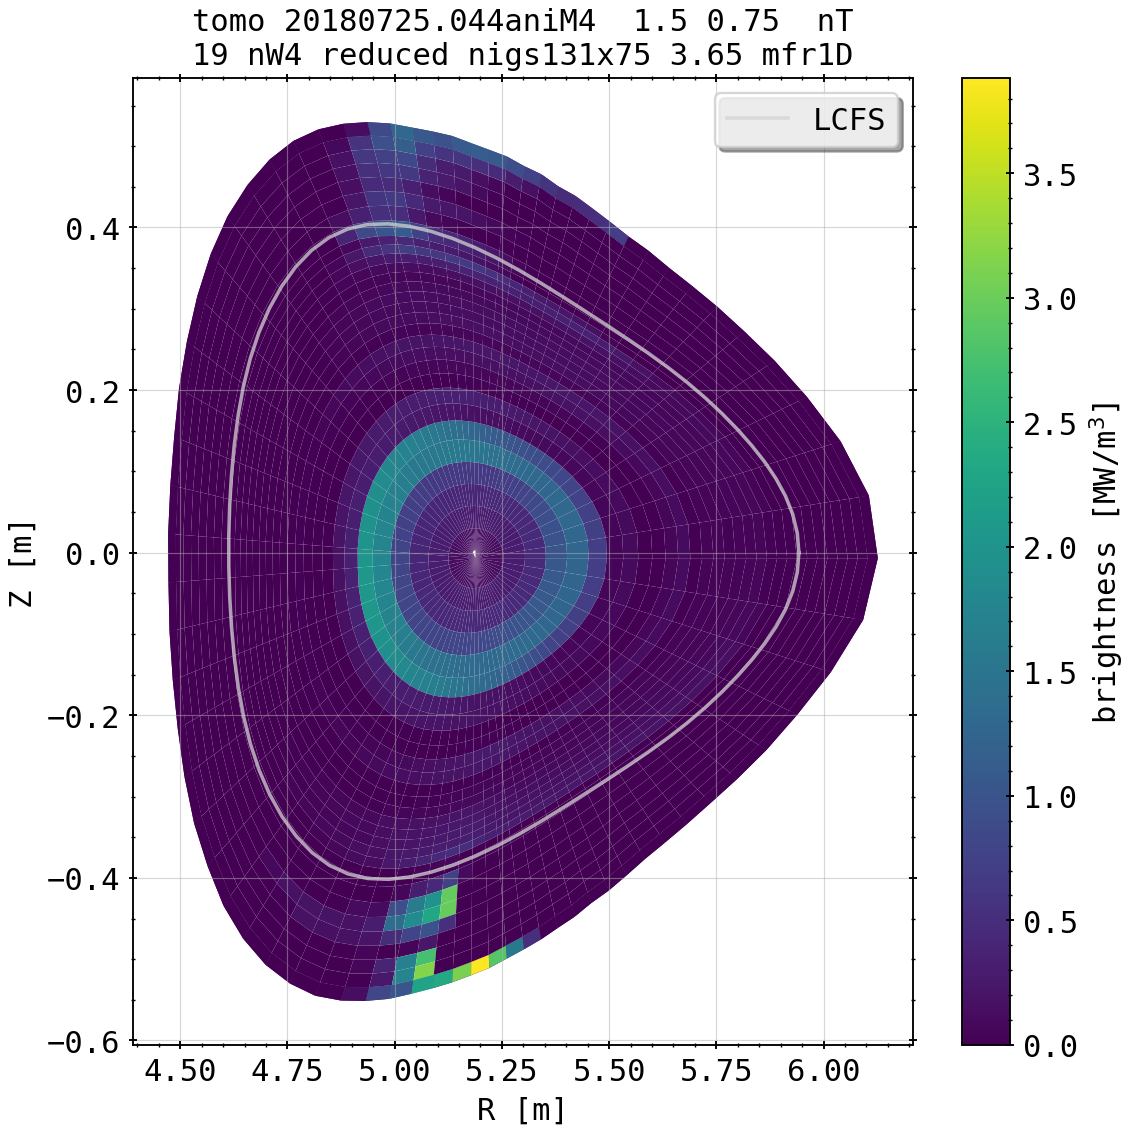 tomo 20180725.044aniM4  1.5 0.75  nT
19 nW4 reduced nigs131x75 3.65 mfr1D
LCFS
0.4
0.2
0.0
−0.2
−0.4
−0.6
Z [m]
4.50 4.75 5.00 5.25 5.50 5.75 6.00
R [m]
3.5
3.0
2.5
2.0
1.5
1.0
0.5
0.0
brightness [MW/m³]